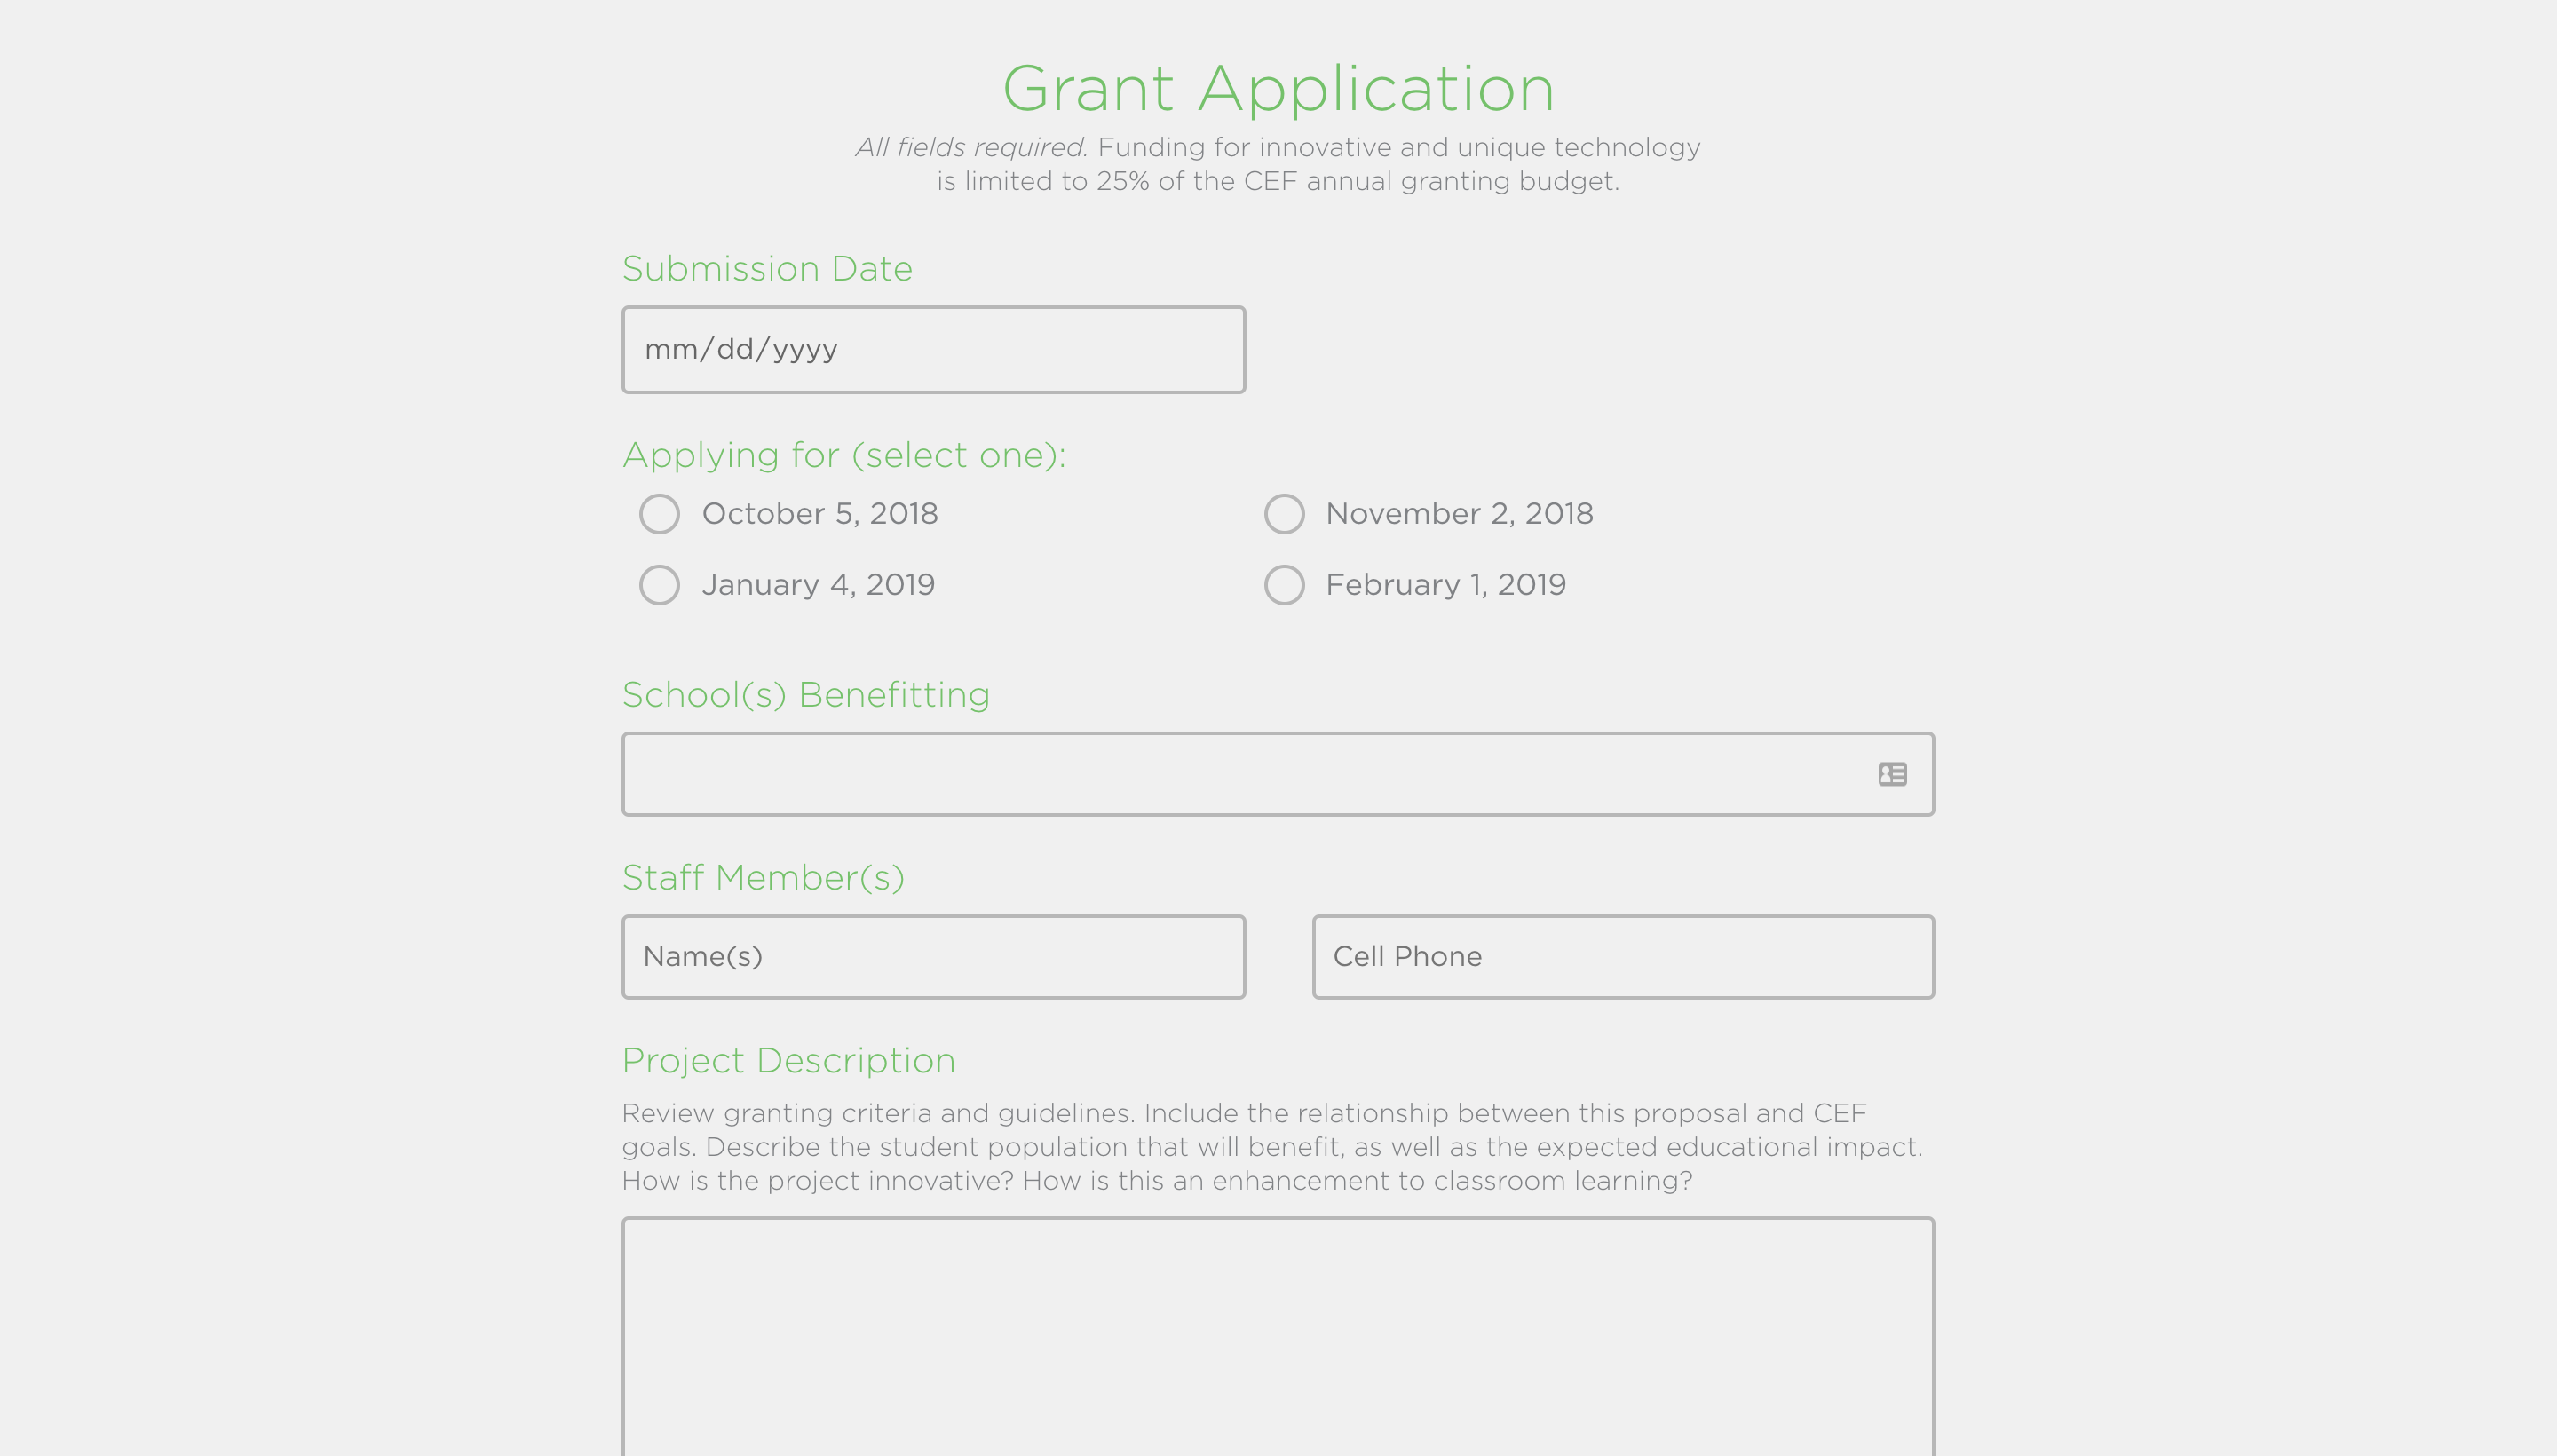 Grant Application
All fields required. Funding for innovative and unique technology
is limited to 25% of the CEF annual granting budget.
Submission Date
mm/dd/yyyy
Applying for (select one):
October 5, 2018
November 2, 2018
January 4, 2019
February 1, 2019
School(s) Benefitting
Staff Member(s)
Name(s)
Cell Phone
Project Description
Review granting criteria and guidelines. Include the relationship between this proposal and CEF
goals. Describe the student population that will benefit, as well as the expected educational impact.
How is the project innovative? How is this an enhancement to classroom learning?